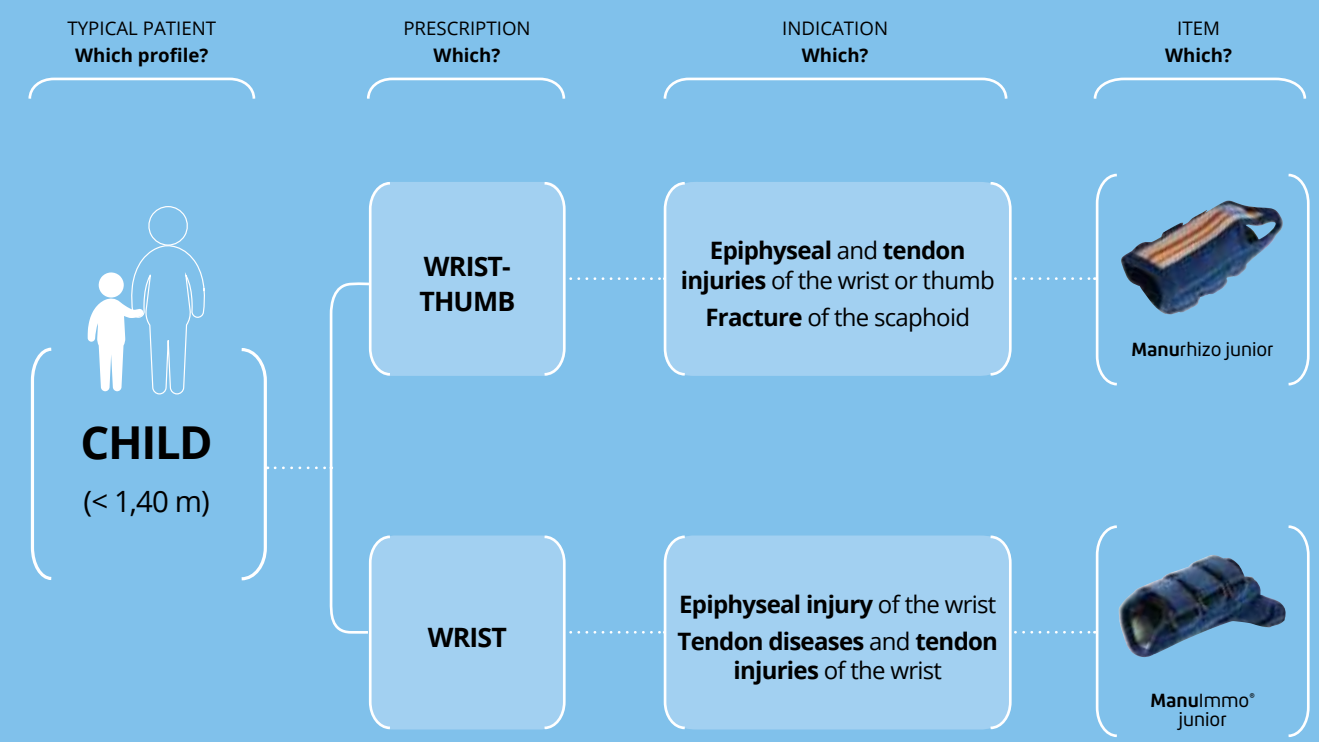 TYPICAL PATIENT
Which profile?
PRESCRIPTION
Which?
INDICATION
Which?
ITEM
Which?
CHILD
(< 1,40 m)
WRIST-
THUMB
Epiphyseal and tendon
injuries of the wrist or thumb
Fracture of the scaphoid
Manurhizo junior
WRIST
Epiphyseal injury of the wrist
Tendon diseases and tendon
injuries of the wrist
ManuImmo®
junior